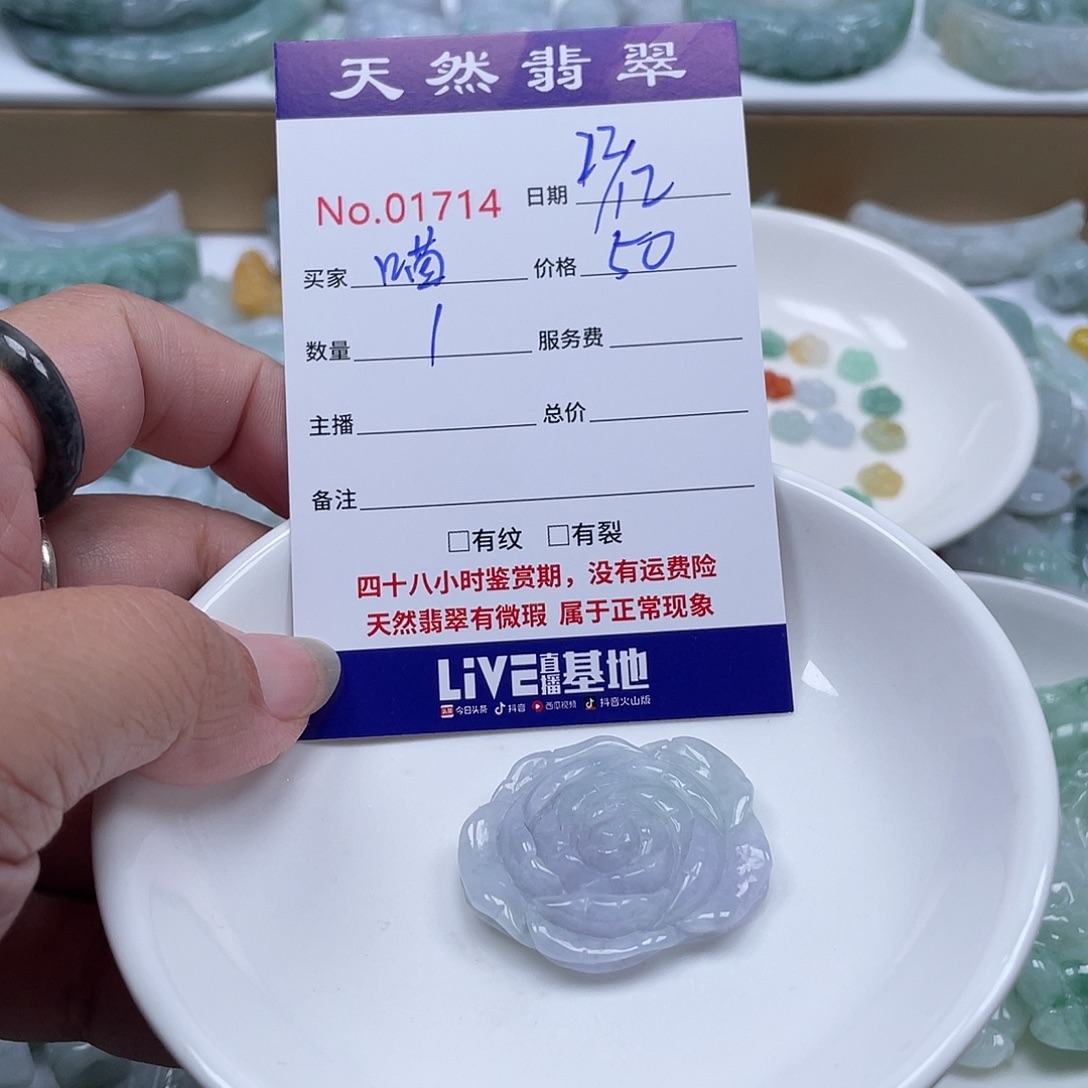 天然翡翠
No.01714 日期 22/12
买家 喵 价格 50
数量 1 服务费
主播 总价
备注
□有纹 □有裂
四十八小时鉴赏期，没有运费险
天然翡翠有微瑕 属于正常现象
LiVE直播基地
头条 今日头条 抖音 西瓜视频 抖音火山版